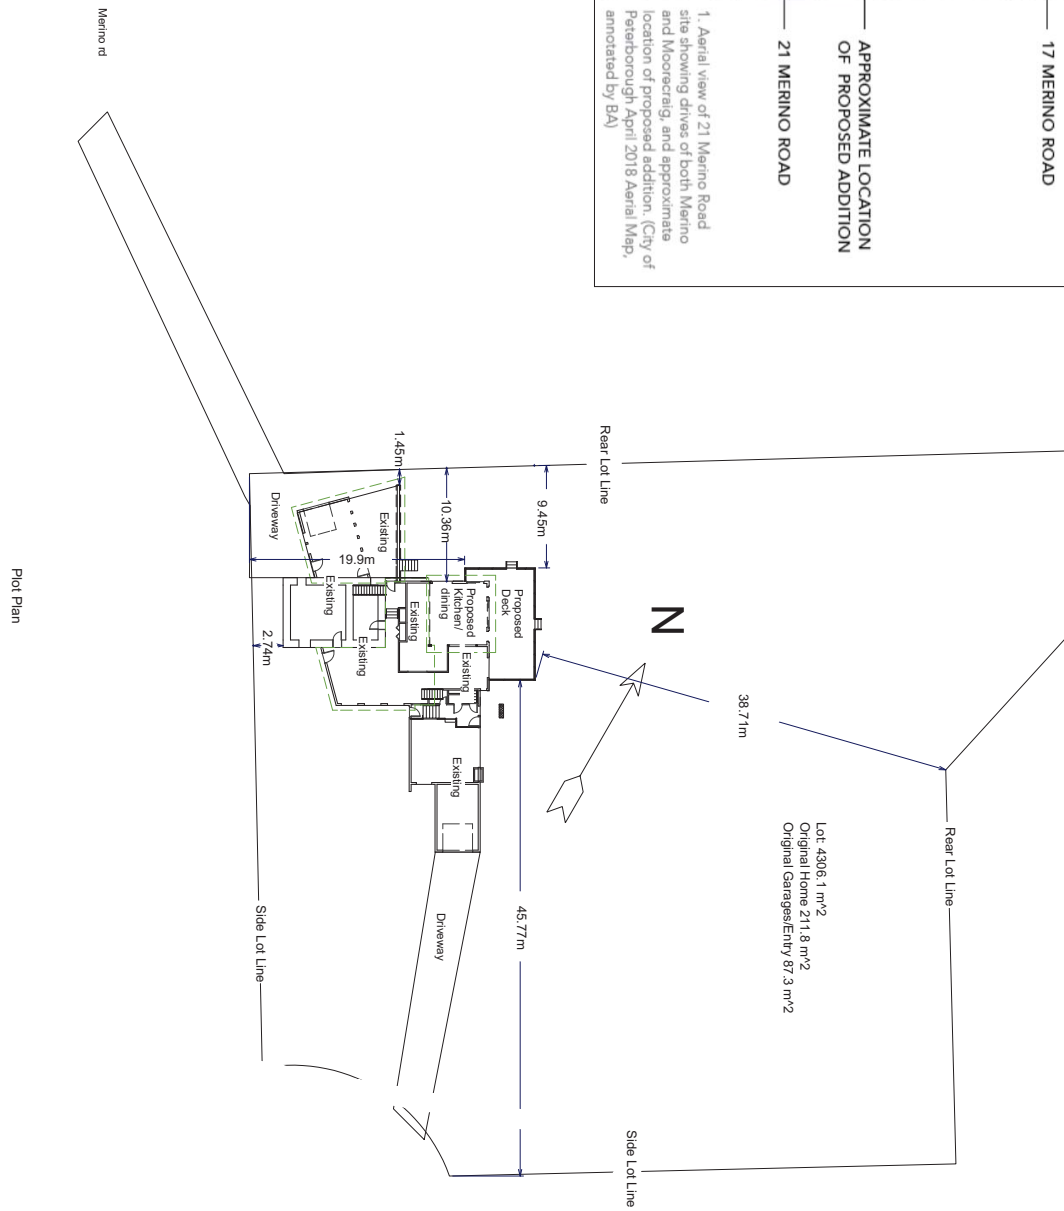 17 MERINO ROAD
APPROXIMATE LOCATION
OF PROPOSED ADDITION
21 MERINO ROAD
1. Aerial view of 21 Merino Road
site showing drives of both Merino
and Moorecraig, and approximate
location of proposed addition. (City of
Peterborough April 2018 Aerial Map,
annotated by BA)
Merino rd
Rear Lot Line
1.45m
10.36m
9.45m
Driveway
Existing
19.9m
Existing
Existing
Existing
Proposed
Kitchen/
dining
Proposed
Deck
Existing
2.74m
N
38.71m
Existing
Lot: 4306.1 m^2
Original Home 211.8 m^2
Original Garages/Entry 87.3 m^2
Rear Lot Line
Driveway
45.77m
Side Lot Line
Side Lot Line
Plot Plan